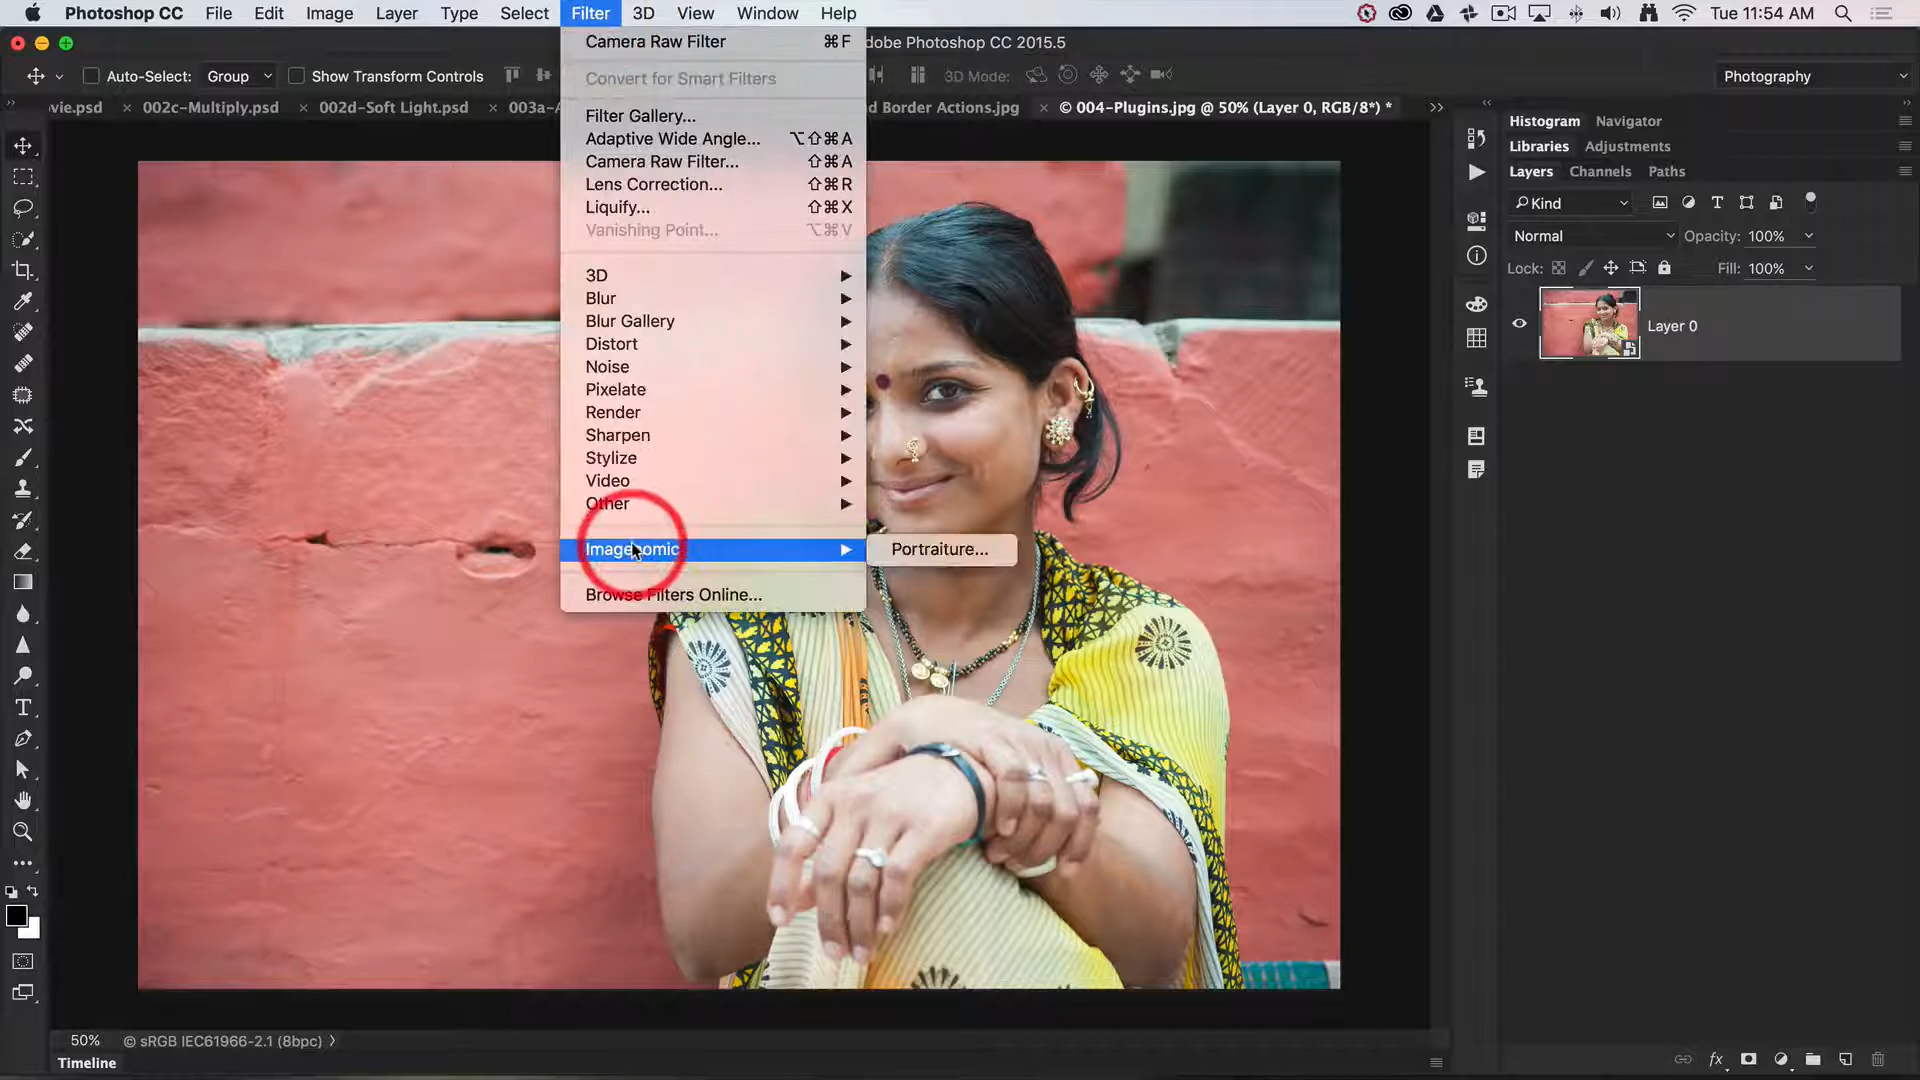 Photoshop CC File Edit Image Layer Type Select Filter 3D View Window Help Tue 11:54 AM
dobe Photoshop CC 2015.5
Auto-Select: Group Show Transform Controls 3D Mode: Photography
vie.psd × 002c-Multiply.psd × 002d-Soft Light.psd × 003a-A d Border Actions.jpg × © 004-Plugins.jpg @ 50% (Layer 0, RGB/8*) *
Camera Raw Filter ⌘F
Convert for Smart Filters
Filter Gallery...
Adaptive Wide Angle... ⌥⇧⌘A
Camera Raw Filter... ⇧⌘A
Lens Correction... ⇧⌘R
Liquify... ⇧⌘X
Vanishing Point... ⌥⌘V
3D
Blur
Blur Gallery
Distort
Noise
Pixelate
Render
Sharpen
Stylize
Video
Other
Imagenomic
Portraiture...
Browse Filters Online...
Histogram Navigator
Libraries Adjustments
Layers Channels Paths
Kind
Normal Opacity: 100%
Lock: Fill: 100%
Layer 0
50% © sRGB IEC61966-2.1 (8bpc)
Timeline
fx